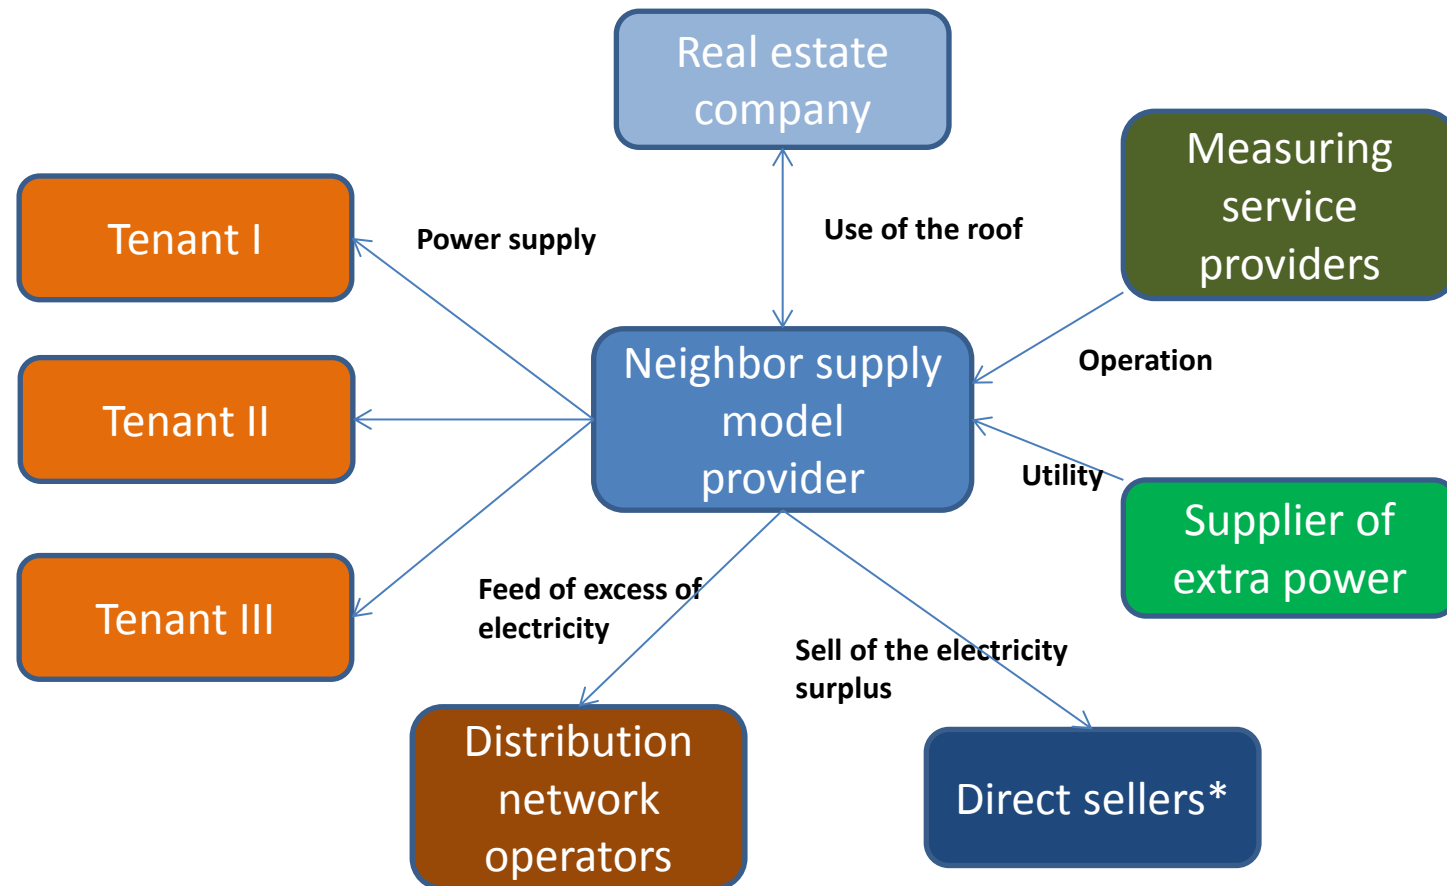 Real estate
company
Measuring
service
providers
Tenant I
Power supply
Use of the roof
Neighbor supply
model
provider
Operation
Tenant II
Utility
Supplier of
extra power
Tenant III
Feed of excess of
electricity
Sell of the electricity
surplus
Distribution
network
operators
Direct sellers*